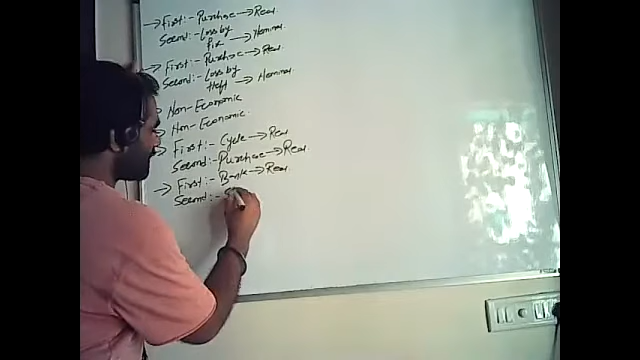 → First:- Purchase → Real
Second:- Loss by fire → Nominal
→ First:- Purchase → Real
Second:- Loss by theft → Nominal
Non-Economic
Non-Economic
First:- Cycle → Real
Second:- Purchase → Real
→ First:- Bank → Real
Second:- S